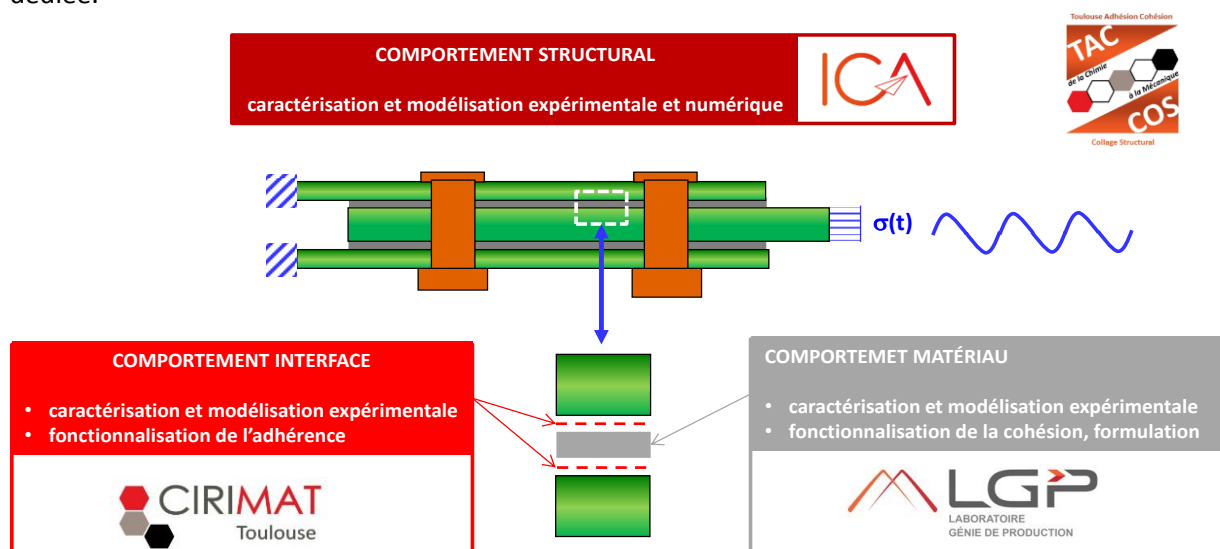 dédiée.
Toulouse Adhésion Cohésion
TAC
de la Chimie
à la Mécanique
COS
Collage Structural
COMPORTEMENT STRUCTURAL
caractérisation et modélisation expérimentale et numérique
ICA
σ(t)
COMPORTEMENT INTERFACE
• caractérisation et modélisation expérimentale
• fonctionnalisation de l'adhérence
CIRIMAT
Toulouse
COMPORTEMET MATÉRIAU
• caractérisation et modélisation expérimentale
• fonctionnalisation de la cohésion, formulation
LGP
LABORATOIRE
GÉNIE DE PRODUCTION